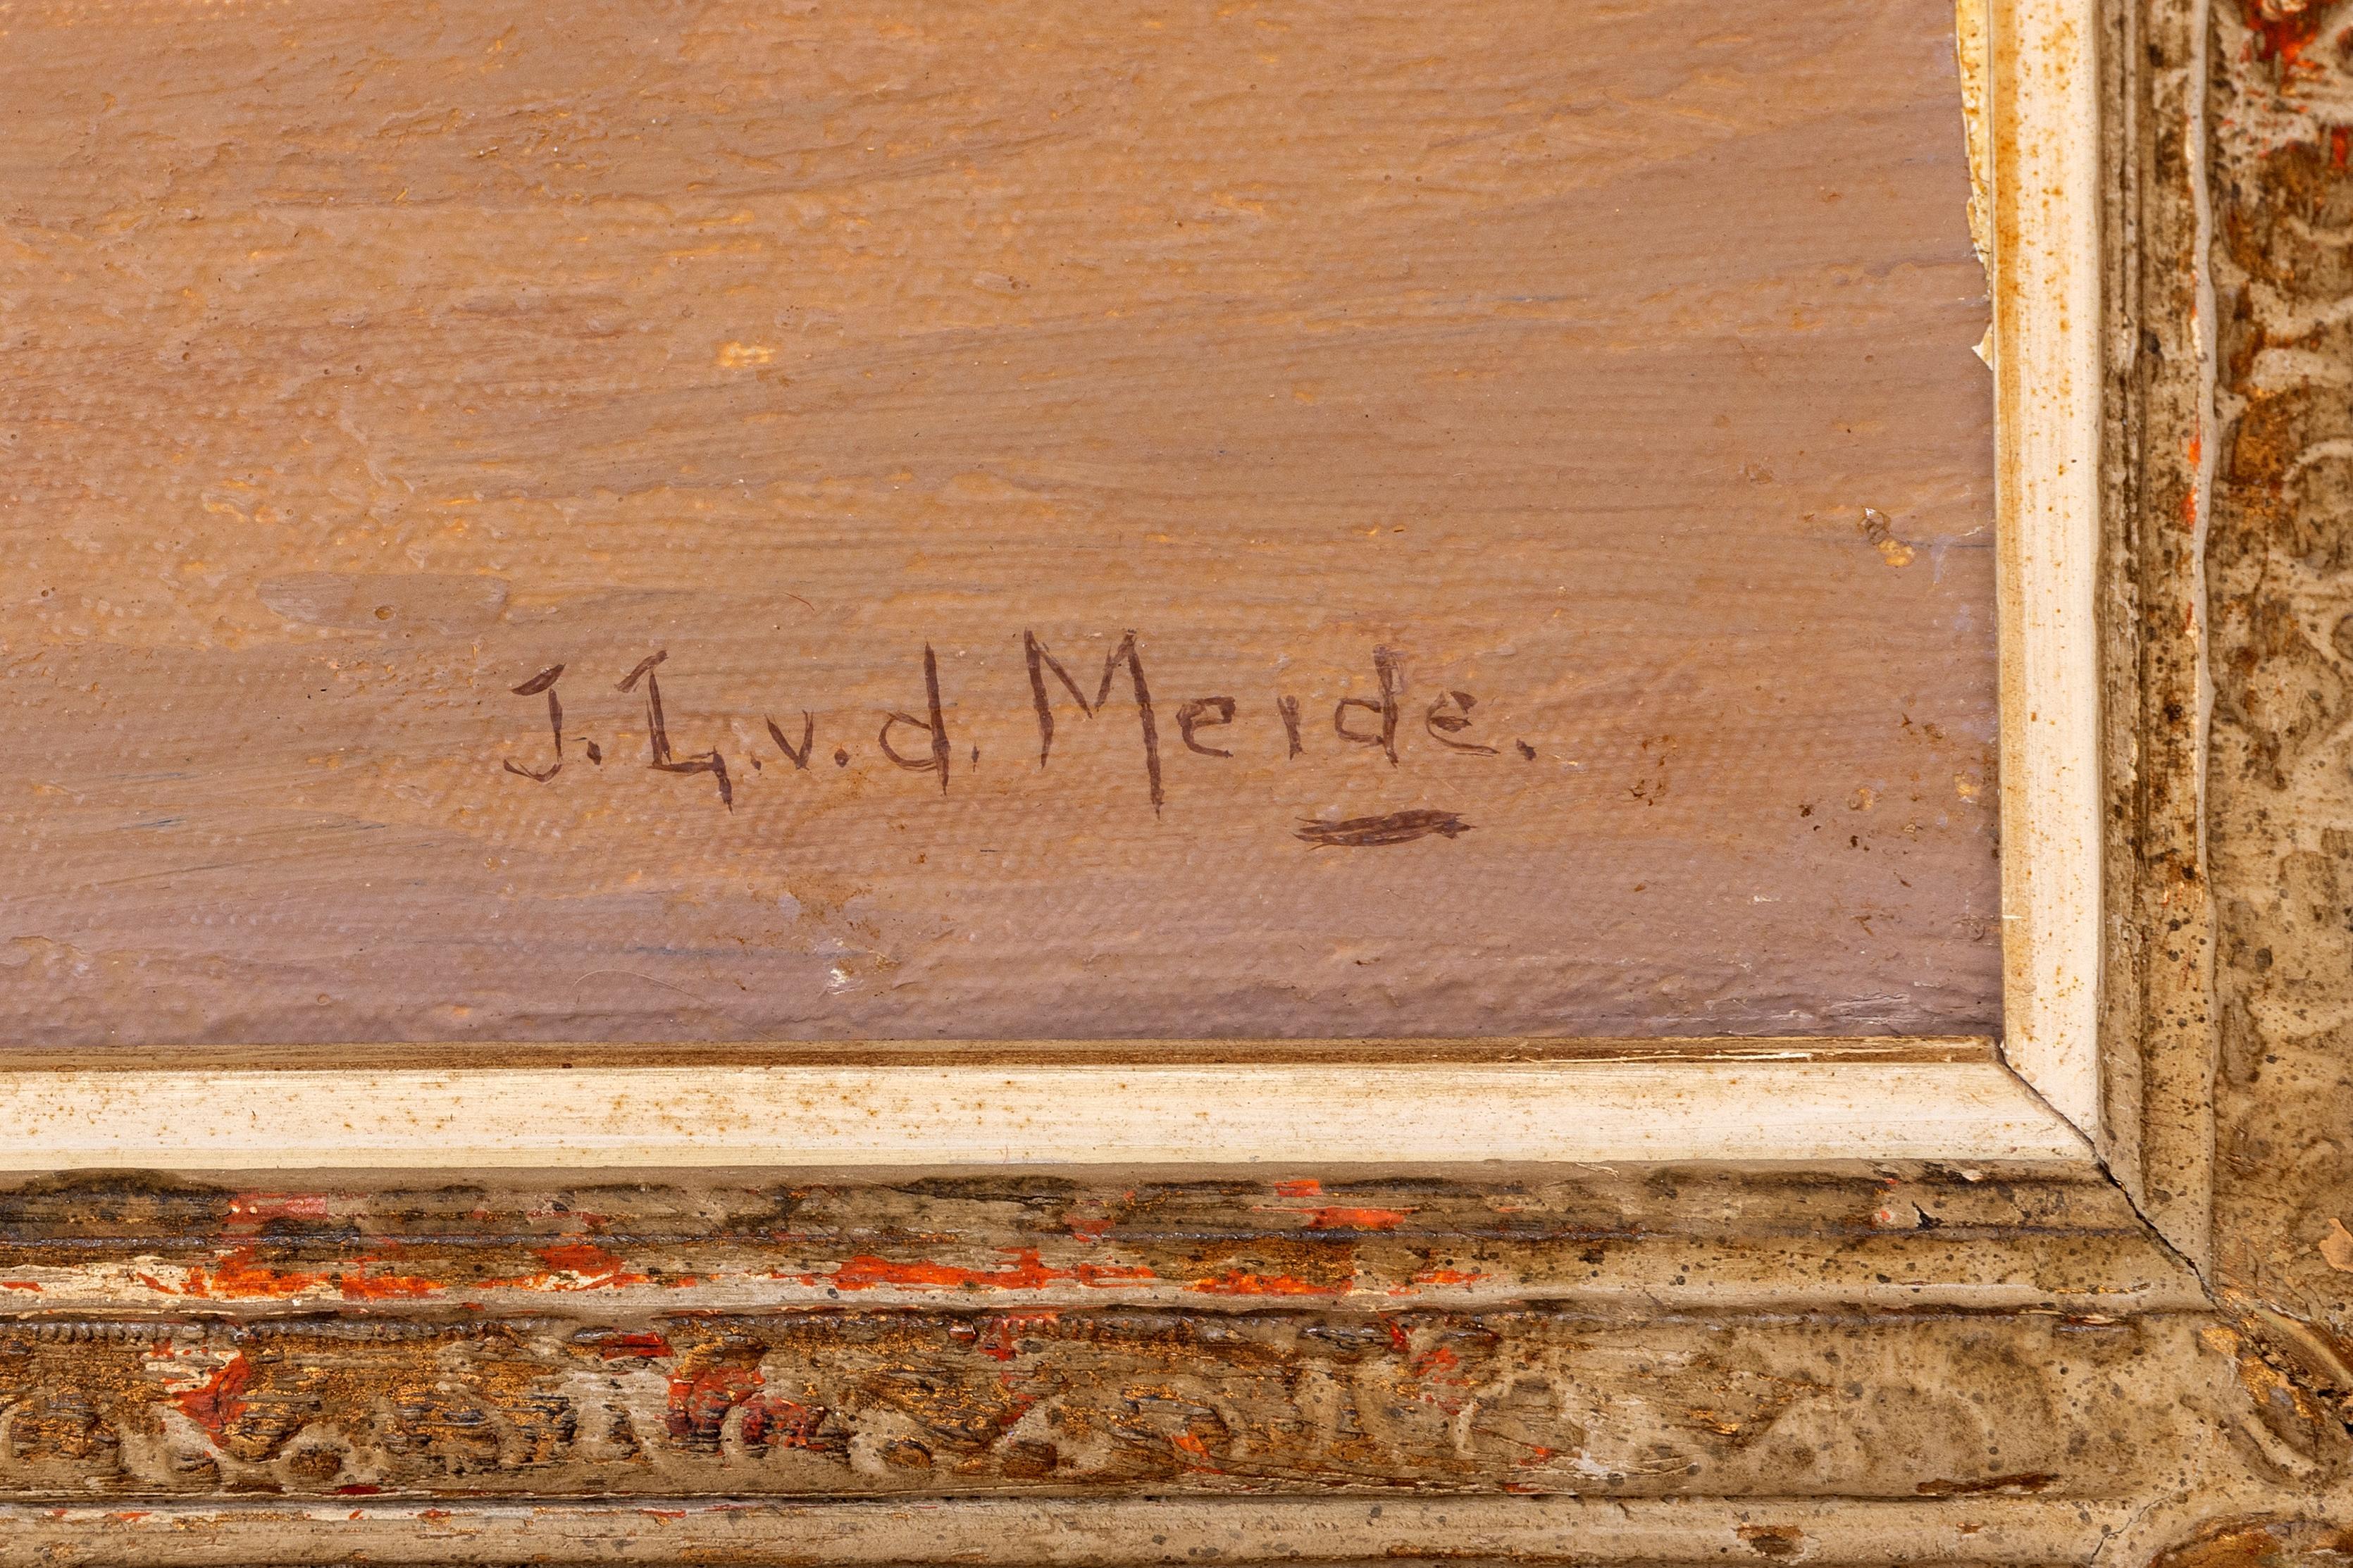 J. L. v. d. Meide.